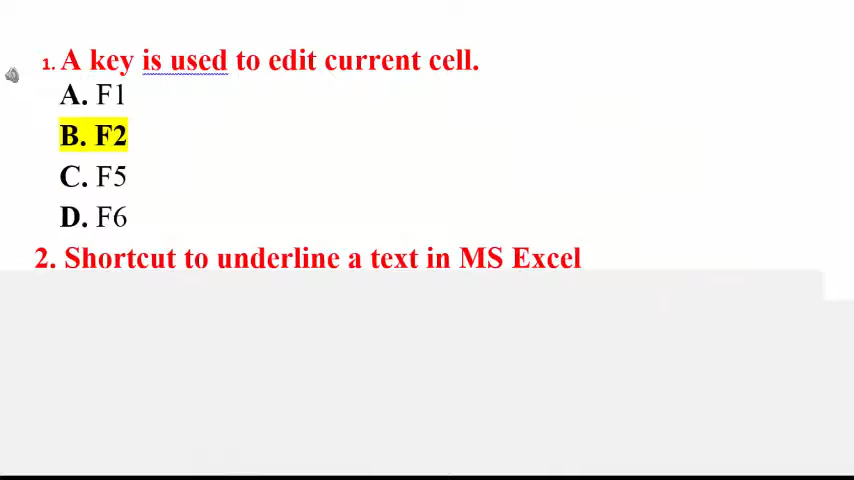 1. A key is used to edit current cell.
A. F1
B. F2
C. F5
D. F6
2. Shortcut to underline a text in MS Excel